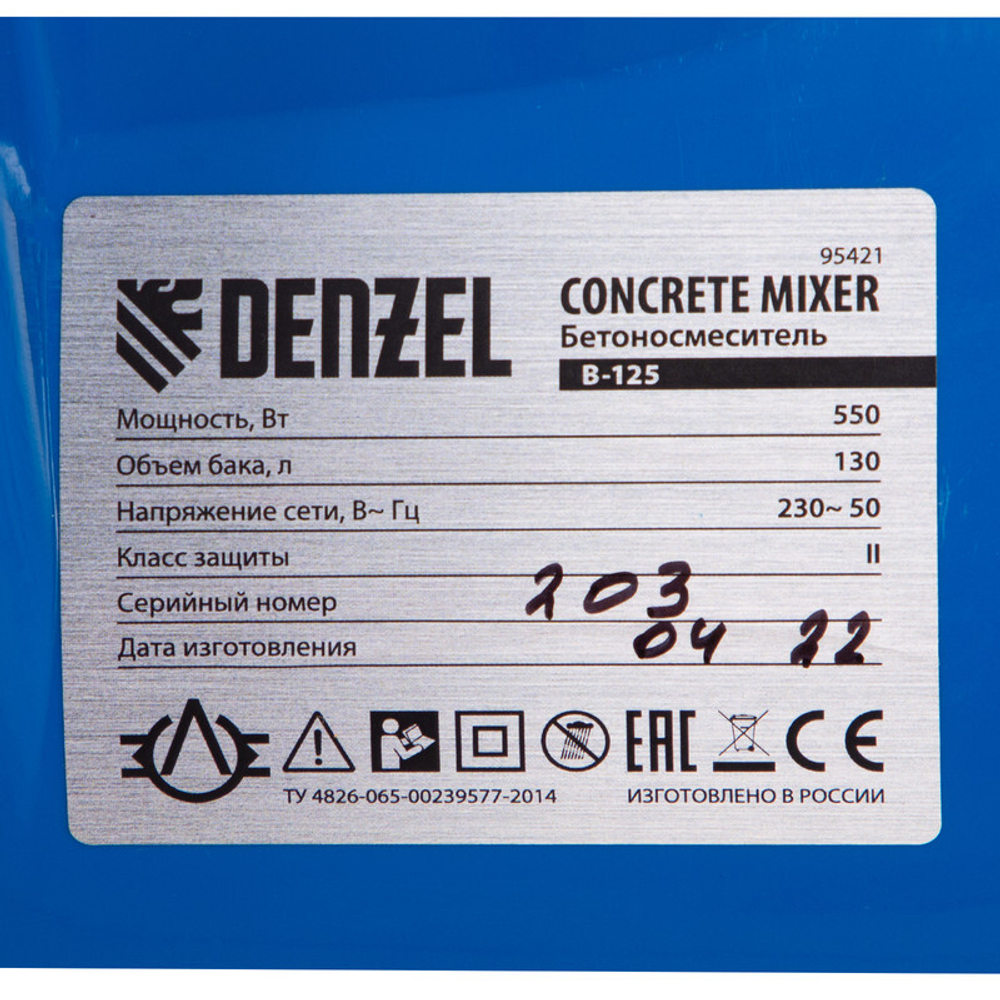 95421
DENZEL
CONCRETE MIXER
Бетоносмеситель
B-125
Мощность, Вт 550
Объем бака, л 130
Напряжение сети, В~ Гц 230~ 50
Класс защиты II
Серийный номер 203
Дата изготовления 04 22
EAC CE
ТУ 4826-065-00239577-2014 ИЗГОТОВЛЕНО В РОССИИ